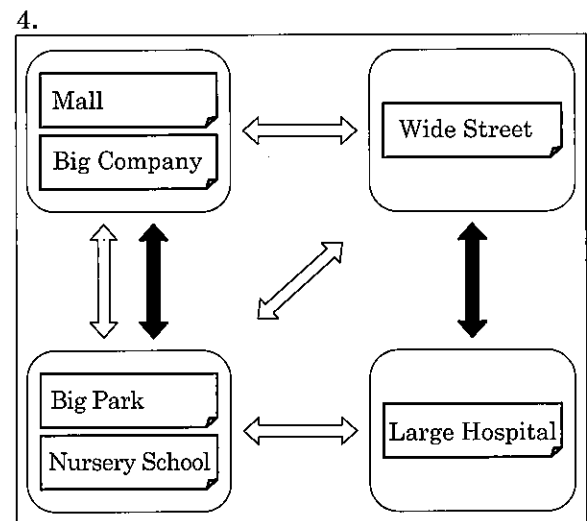 4.
Mall
Wide Street
Big Company
Big Park
Large Hospital
Nursery School